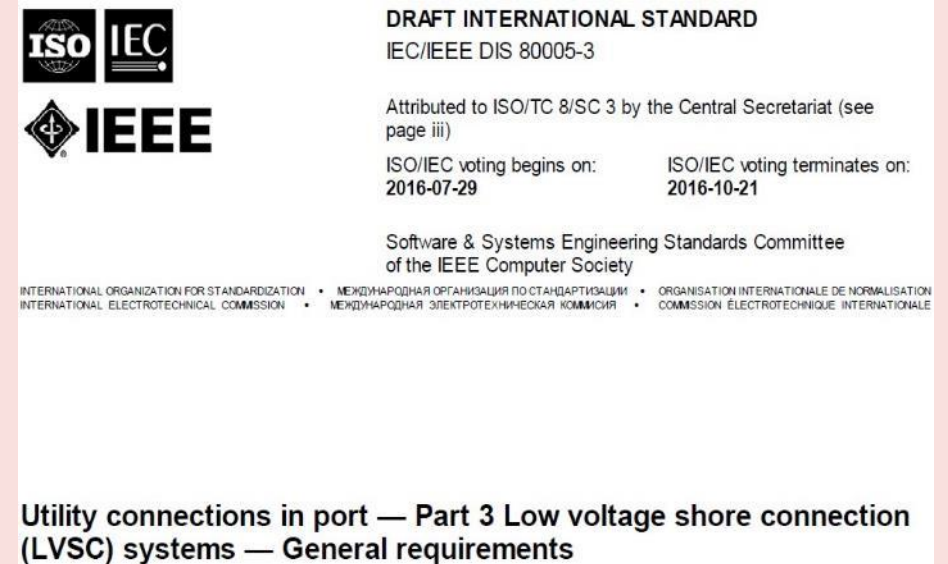 ISO IEC
IEEE
DRAFT INTERNATIONAL STANDARD
IEC/IEEE DIS 80005-3
Attributed to ISO/TC 8/SC 3 by the Central Secretariat (see
page iii)
ISO/IEC voting begins on:
2016-07-29
ISO/IEC voting terminates on:
2016-10-21
Software & Systems Engineering Standards Committee
of the IEEE Computer Society
INTERNATIONAL ORGANIZATION FOR STANDARDIZATION • МЕЖДУНАРОДНАЯ ОРГАНИЗАЦИЯ ПО СТАНДАРТИЗАЦИИ • ORGANISATION INTERNATIONALE DE NORMALISATION
INTERNATIONAL ELECTROTECHNICAL COMMISSION • МЕЖДУНАРОДНАЯ ЭЛЕКТРОТЕХНИЧЕСКАЯ КОММИСИЯ • COMMISSION ÉLECTROTECHNIQUE INTERNATIONALE
Utility connections in port — Part 3 Low voltage shore connection
(LVSC) systems — General requirements